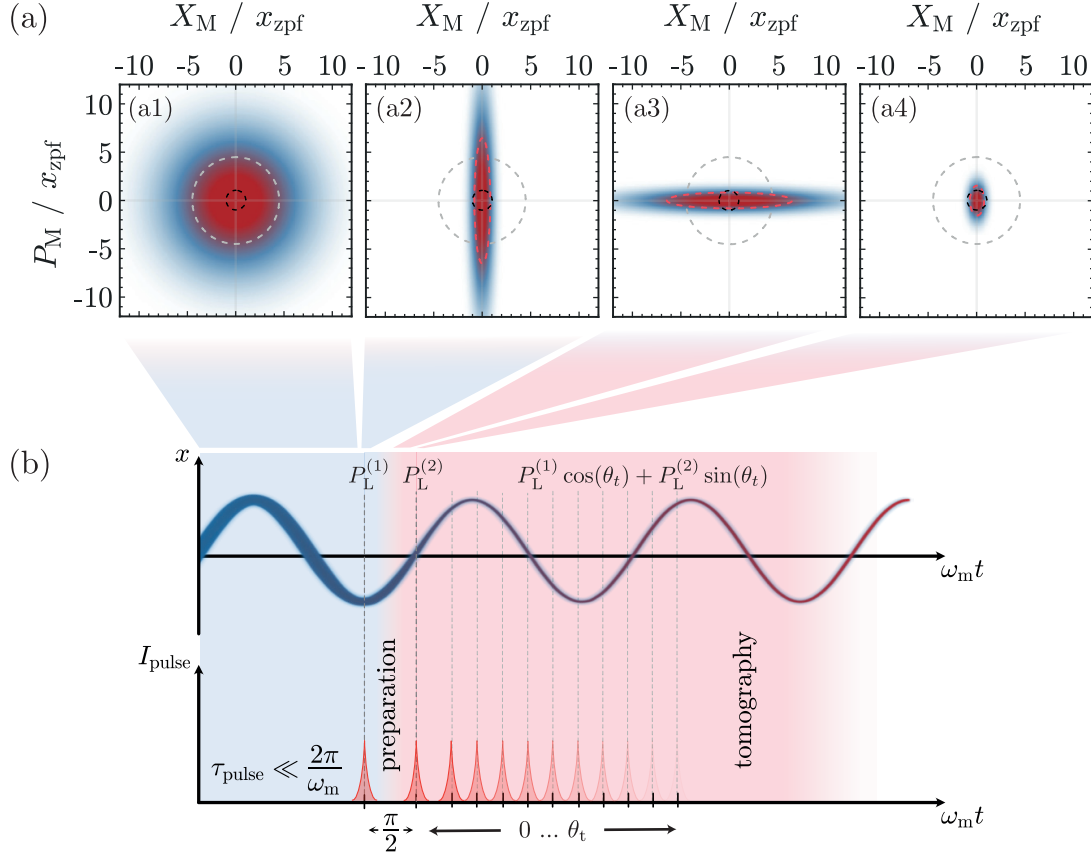 (a)
X_M / x_zpf X_M / x_zpf X_M / x_zpf X_M / x_zpf
-10 -5 0 5 10 -5 0 5 10 -5 0 5 10 -5 0 5 10
(a1) (a2) (a3) (a4)
P_M / x_zpf
10
5
0
-5
-10
(b)
x
P_L^(1) P_L^(2) P_L^(1) cos(θ_t) + P_L^(2) sin(θ_t)
ω_m t
I_pulse
preparation
tomography
τ_pulse ≪ 2π/ω_m
ω_m t
π/2 0 ... θ_t